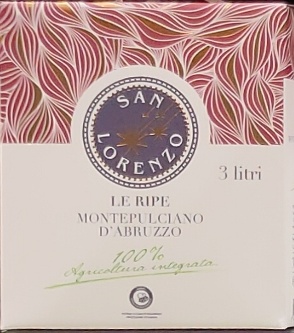 SAN
LORENZO
3 litri
LE RIPE
MONTEPULCIANO
D'ABRUZZO
100%
Agricoltura integrata